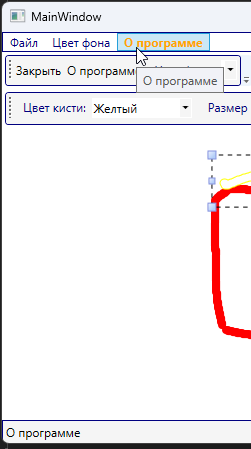 MainWindow
Файл Цвет фона О программе
Закрыть О программе
О программе
Цвет кисти: Желтый Размер
О программе